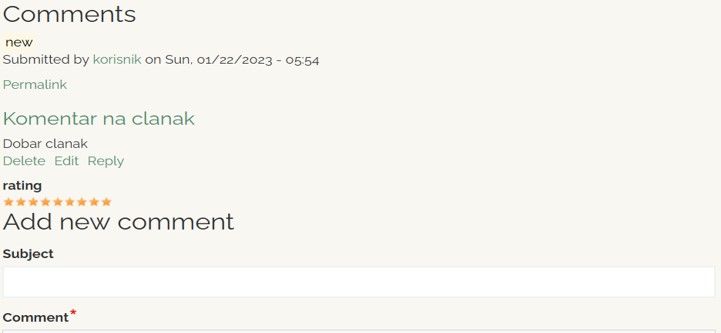 Comments
new
Submitted by korisnik on Sun, 01/22/2023 - 05:54
Permalink
Komentar na clanak
Dobar clanak
Delete Edit Reply
rating
Add new comment
Subject
Comment*